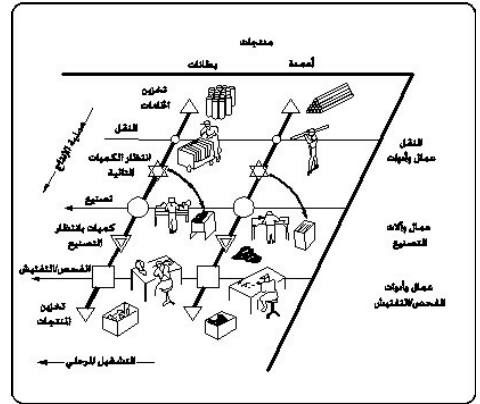 منتجات
بطانات
أعمدة
تخزين
الخامات
النقل
النقل
عمال وأدوات
عملية الإنتاج
انتظار الكميات
التالية
تصنيع
كميات بانتظار
التصنيع
عمال وآلات
التصنيع
الفحص/التفتيش
عمال وأدوات
الفحص/التفتيش
تخزين
المنتجات
التشغيل المرحلي